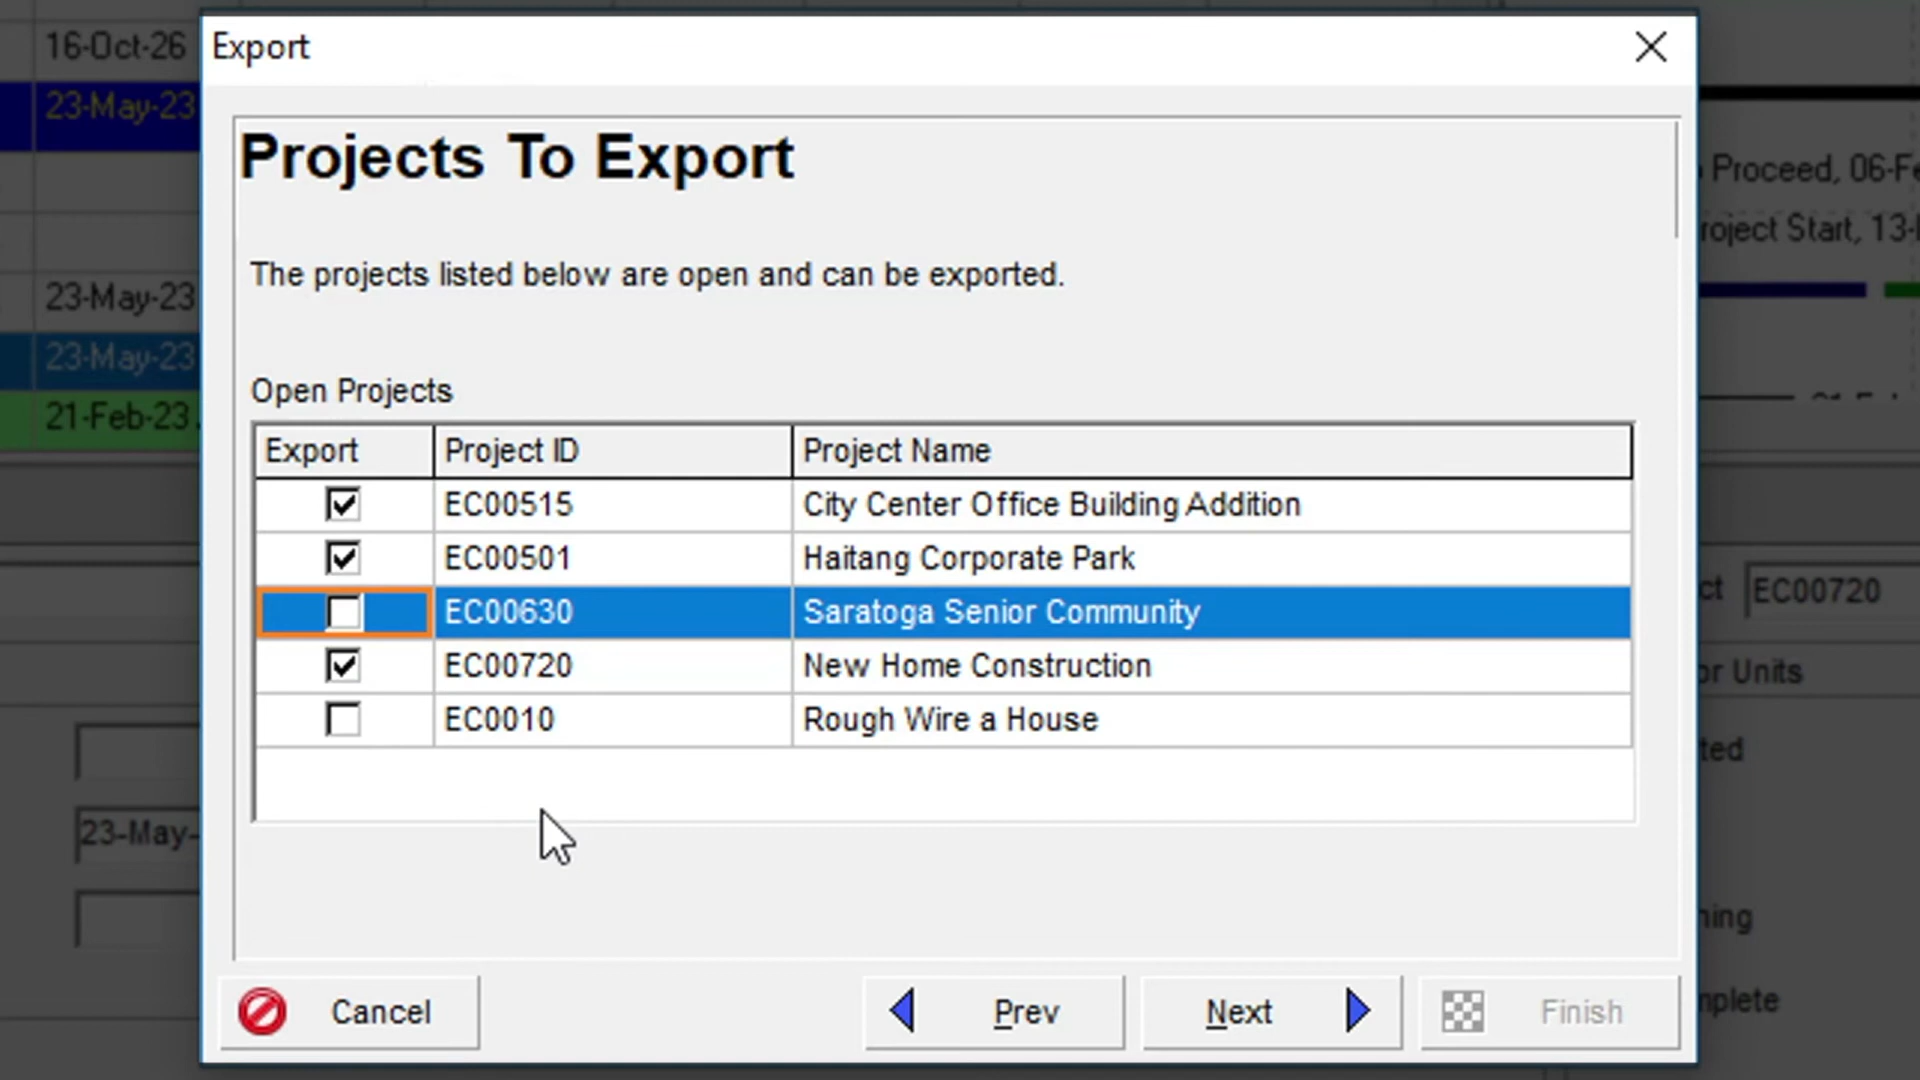 16-Oct-26
23-May-23
23-May-23
23-May-23
21-Feb-23
23-May-
Export
Projects To Export
The projects listed below are open and can be exported.
Open Projects
Export Project ID Project Name
EC00515 City Center Office Building Addition
EC00501 Haitang Corporate Park
EC00630 Saratoga Senior Community
EC00720 New Home Construction
EC0010 Rough Wire a House
Cancel Prev Next Finish
Proceed, 06-Fe
roject Start, 13-
ct EC00720
or Units
ted
ning
mplete